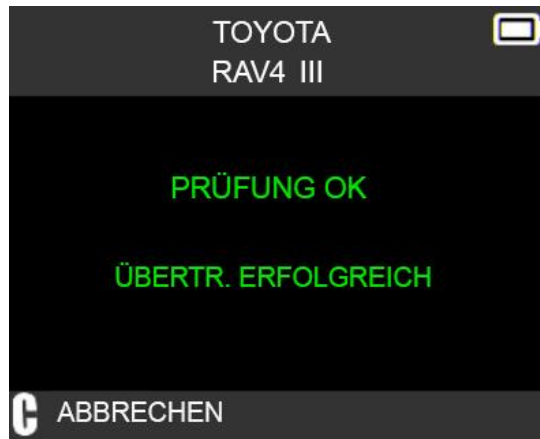 TOYOTA
RAV4 III
PRÜFUNG OK
ÜBERTR. ERFOLGREICH
C ABBRECHEN